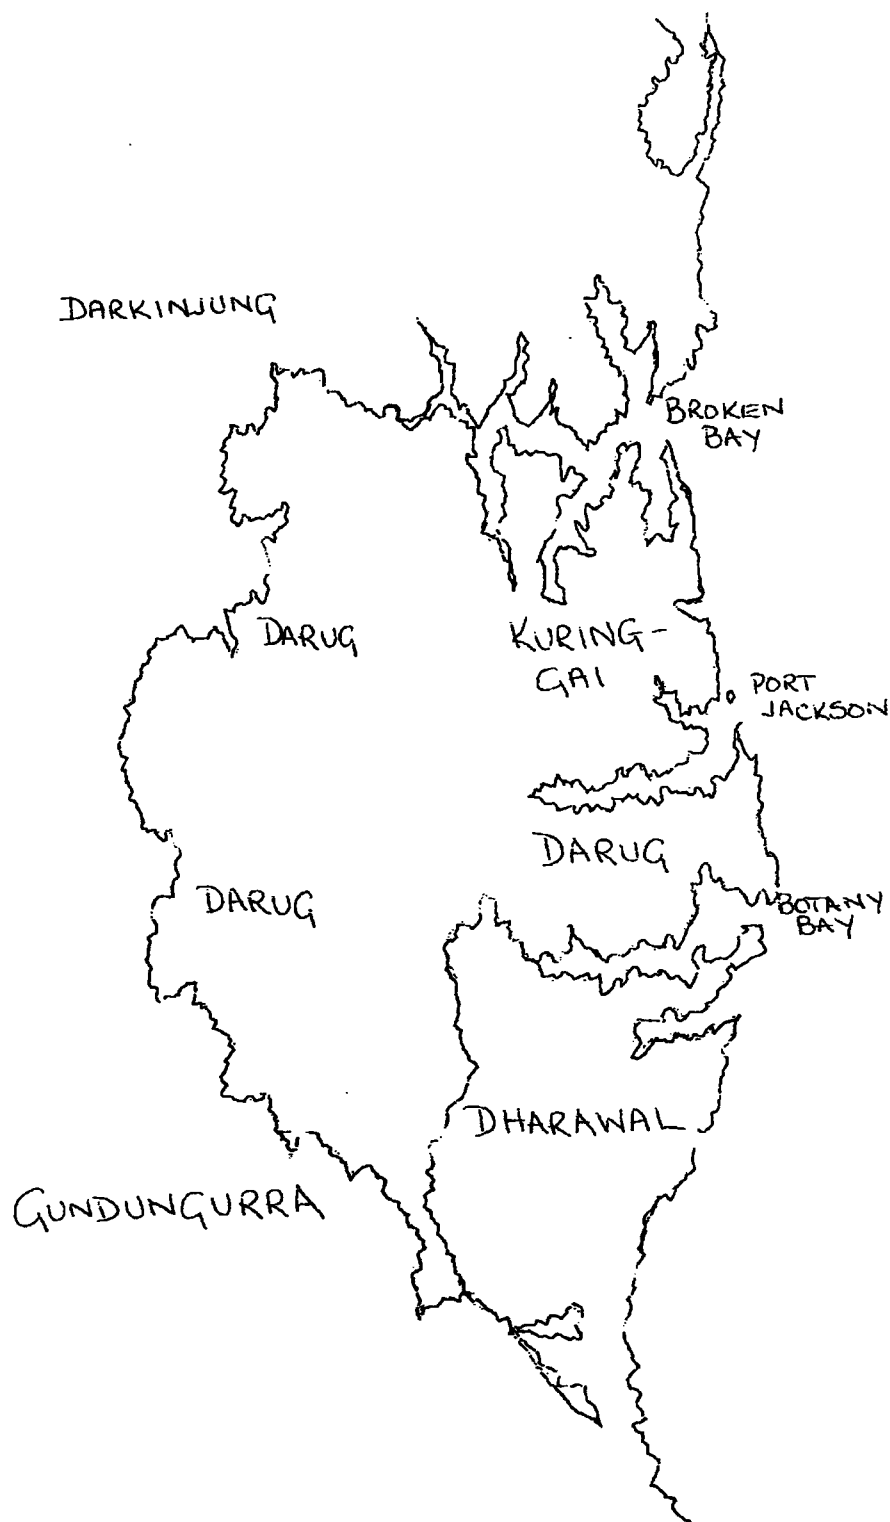 DARKINJUNG
BROKEN
BAY
DARUG
KURING-
GAI
PORT
JACKSON
DARUG
DARUG
BOTANY
BAY
DHARAWAL
GUNDUNGURRA